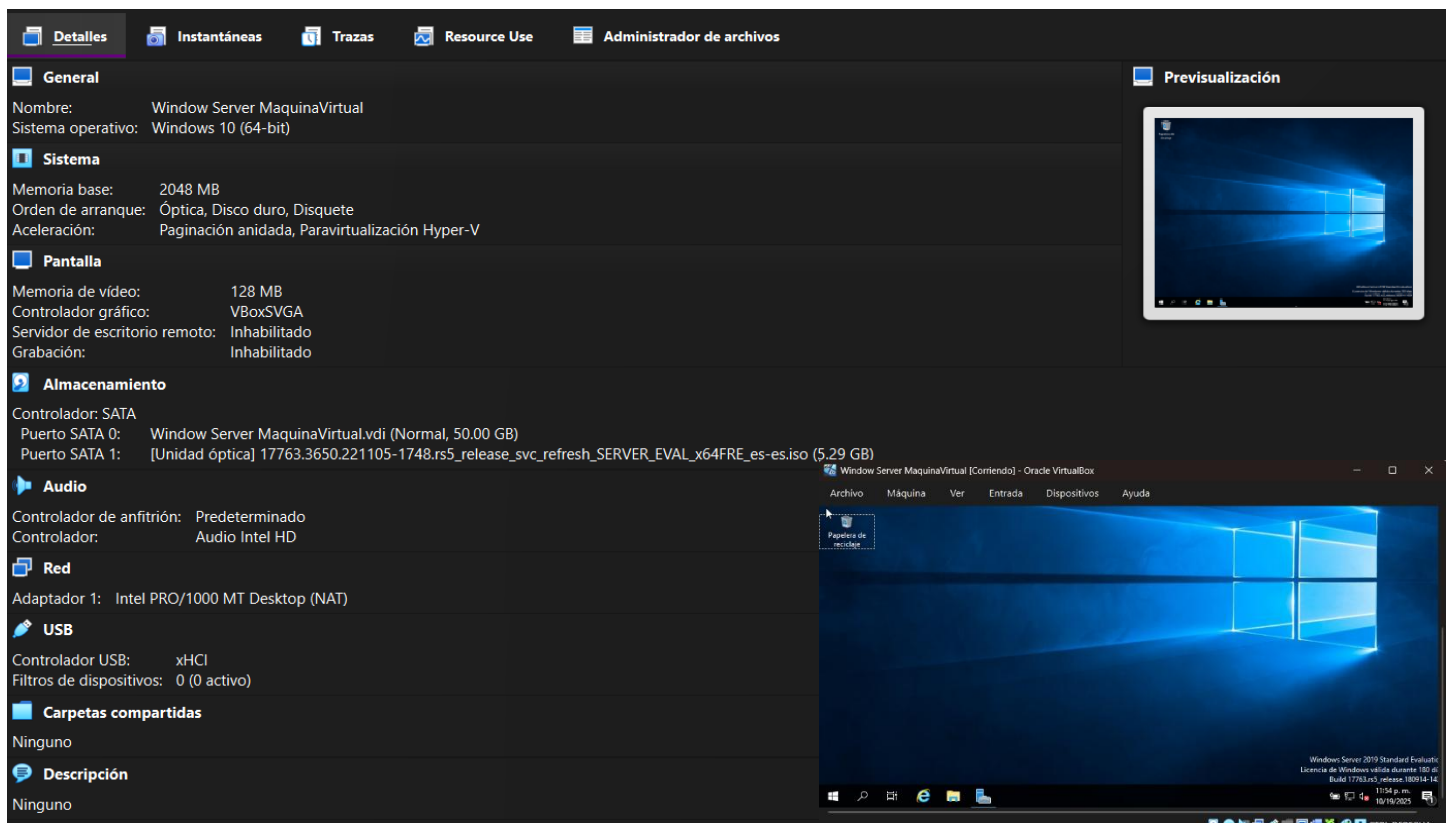 Detalles Instantáneas Trazas Resource Use Administrador de archivos
General
Nombre: Window Server MaquinaVirtual
Sistema operativo: Windows 10 (64-bit)
Sistema
Memoria base: 2048 MB
Orden de arranque: Óptica, Disco duro, Disquete
Aceleración: Paginación anidada, Paravirtualización Hyper-V
Pantalla
Memoria de vídeo: 128 MB
Controlador gráfico: VBoxSVGA
Servidor de escritorio remoto: Inhabilitado
Grabación: Inhabilitado
Almacenamiento
Controlador: SATA
Puerto SATA 0: Window Server MaquinaVirtual.vdi (Normal, 50.00 GB)
Puerto SATA 1: [Unidad óptica] 17763.3650.221105-1748.rs5_release_svc_refresh_SERVER_EVAL_x64FRE_es-es.iso (5.29 GB)
Audio
Controlador de anfitrión: Predeterminado
Controlador: Audio Intel HD
Red
Adaptador 1: Intel PRO/1000 MT Desktop (NAT)
USB
Controlador USB: xHCI
Filtros de dispositivos: 0 (0 activo)
Carpetas compartidas
Ninguno
Descripción
Ninguno
Previsualización
Window Server MaquinaVirtual [Corriendo] - Oracle VirtualBox
Archivo Máquina Ver Entrada Dispositivos Ayuda
Papelera de
reciclaje
Windows Server 2019 Standard Evaluatic
Licencia de Windows válida durante 180 dí
Build 17763.rs5_release.180914-14
11:54 p. m.
10/19/2025